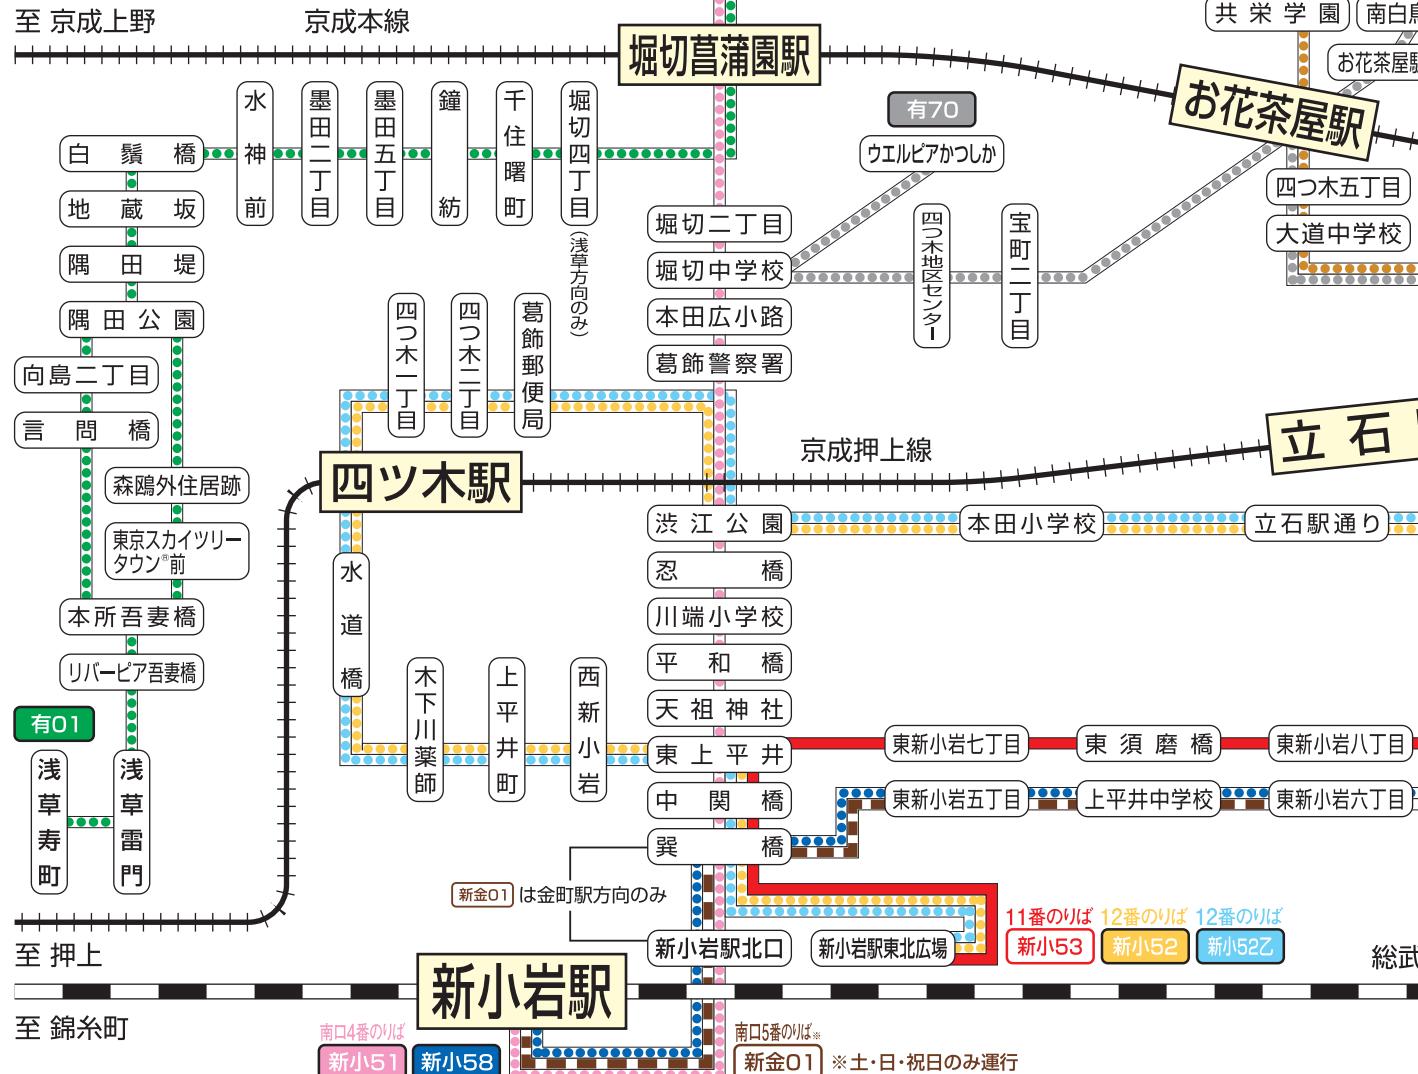 至 京成上野
京成本線
堀切菖蒲園駅
共栄学園
お花茶屋駅
有70
ウエルピアかつしか
水神前
墨田二丁目
墨田五丁目
鐘紡
千住曙町
堀切四丁目
(浅草方向のみ)
白鬚橋
地蔵坂
隅田堤
隅田公園
向島二丁目
言問橋
森鷗外住居跡
東京スカイツリー
タウン®前
本所吾妻橋
リバーピア吾妻橋
有01
浅草寿町
浅草雷門
堀切二丁目
堀切中学校
本田広小路
葛飾警察署
四つ木地区センター
宝町二丁目
四つ木五丁目
大道中学校
四つ木一丁目
四つ木二丁目
葛飾郵便局
四ツ木駅
京成押上線
立石
渋江公園
本田小学校
立石駅通り
忍橋
川端小学校
平和橋
天祖神社
東上平井
中関橋
巽橋
水道橋
木下川薬師
上平井町
西新小岩
東新小岩七丁目
東須磨橋
東新小岩八丁目
東新小岩五丁目
上平井中学校
東新小岩六丁目
新金01 は金町駅方向のみ
新小岩駅北口
新小岩駅東北広場
11番のりば
新小53
12番のりば
新小52
12番のりば
新小52乙
至 押上
総武
新小岩駅
至 錦糸町
南口4番のりば
新小51
新小58
南口5番のりば※
新金01
※土・日・祝日のみ運行